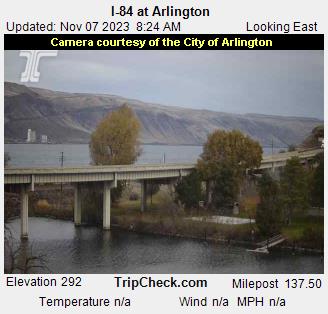 I-84 at Arlington
Updated: Nov 07 2023 8:24 AM Looking East
Camera courtesy of the City of Arlington
Elevation 292 TripCheck.com Milepost 137.50
Temperature n/a Wind n/a MPH n/a